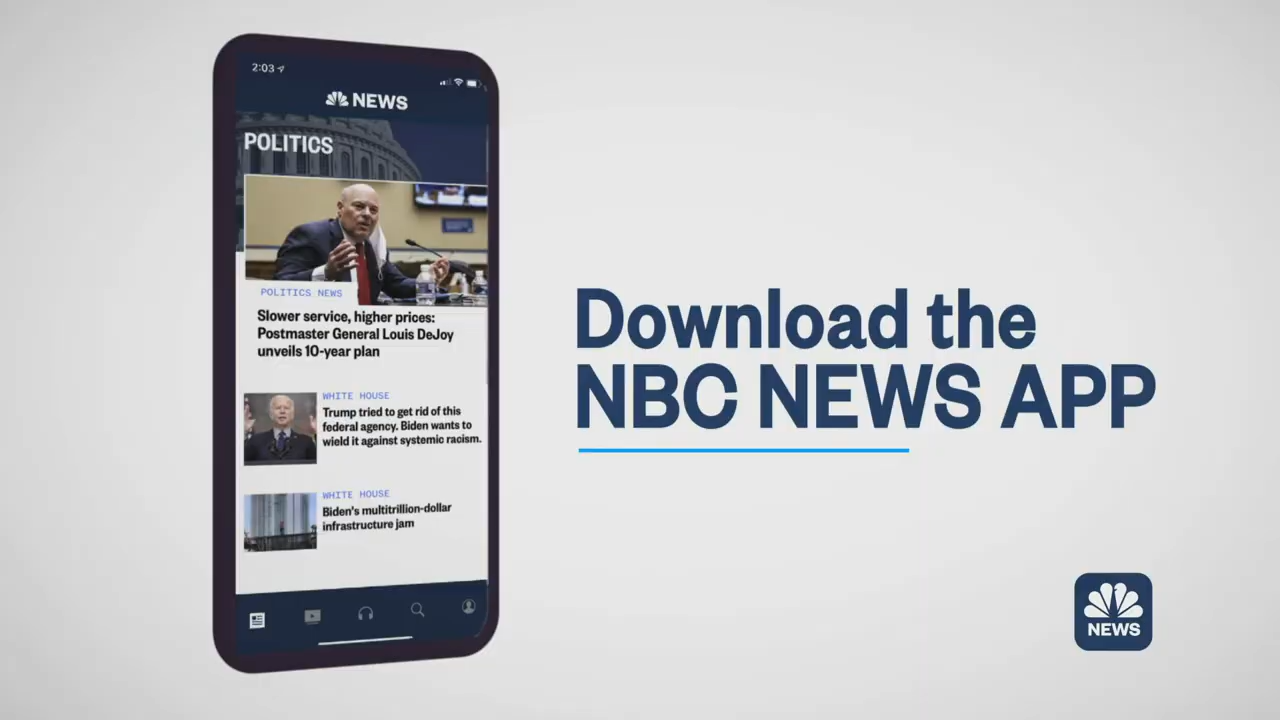 2:03
NEWS
POLITICS
POLITICS NEWS
Slower service, higher prices:
Postmaster General Louis DeJoy
unveils 10-year plan
WHITE HOUSE
Trump tried to get rid of this
federal agency. Biden wants to
wield it against systemic racism.
WHITE HOUSE
Biden's multitrillion-dollar
infrastructure jam
Download the
NBC NEWS APP
NEWS